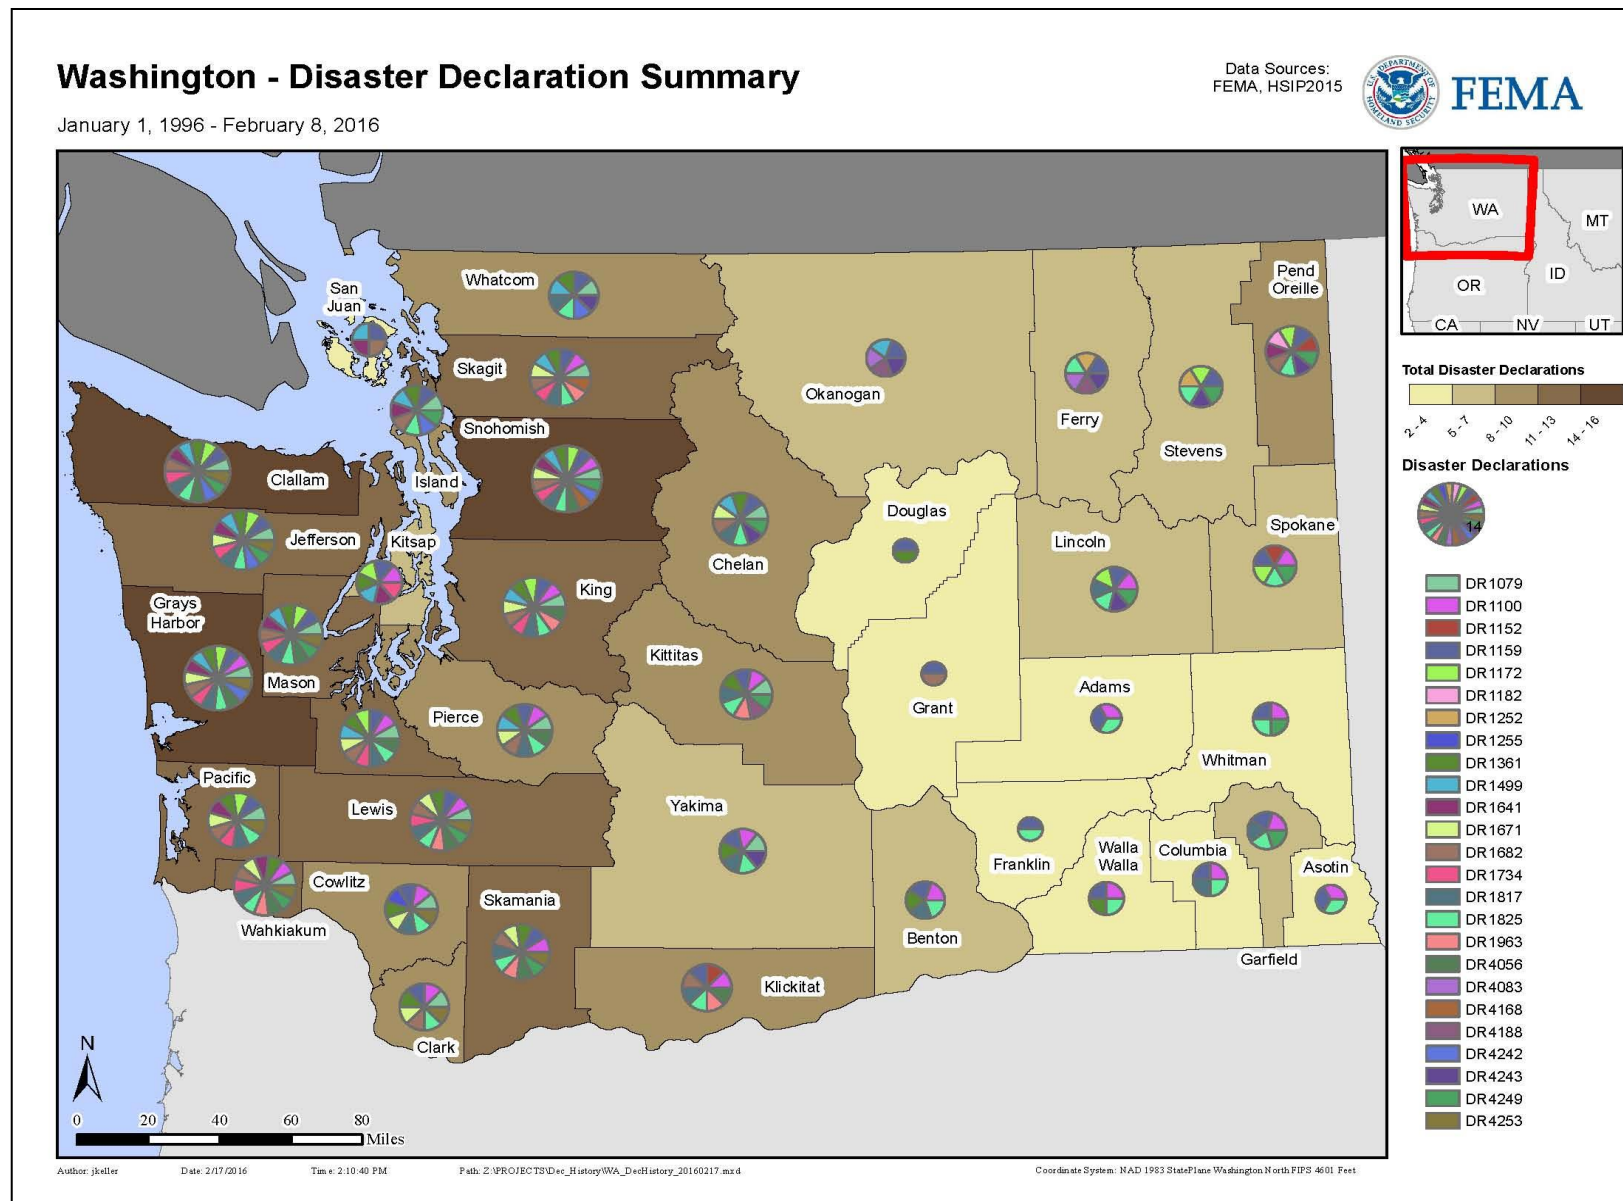 Washington - Disaster Declaration Summary
January 1, 1996 - February 8, 2016
Data Sources:
FEMA, HSIP2015
U.S. DEPARTMENT OF
HOMELAND SECURITY
FEMA
WA
MT
OR
ID
CA
NV
UT
Total Disaster Declarations
2 - 4
5 - 7
8 - 10
11 - 13
14 - 16
Disaster Declarations
14
DR1079
DR1100
DR1152
DR1159
DR1172
DR1182
DR1252
DR1255
DR1361
DR1499
DR1641
DR1671
DR1682
DR1734
DR1817
DR1825
DR1963
DR4056
DR4083
DR4168
DR4188
DR4242
DR4243
DR4249
DR4253
Whatcom
San
Juan
Skagit
Snohomish
Island
Clallam
Jefferson
Kitsap
Grays
Harbor
Mason
King
Pierce
Pacific
Lewis
Wahkiakum
Cowlitz
Skamania
Clark
Okanogan
Ferry
Stevens
Pend
Oreille
Chelan
Douglas
Lincoln
Spokane
Kittitas
Grant
Adams
Whitman
Yakima
Franklin
Walla
Walla
Columbia
Asotin
Benton
Garfield
Klickitat
N
0 20 40 60 80
Miles
Author: jkeller
Date: 2/17/2016
Time: 2:10:40 PM
Path: Z:\PROJECTS\Dec_History\WA_DecHistory_20160217.mxd
Coordinate System: NAD 1983 StatePlane Washington North FIPS 4601 Feet